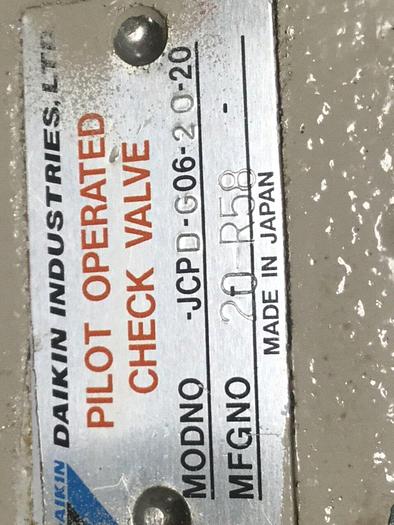 DAIKIN DAIKIN INDUSTRIES, LTD
PILOT OPERATED
CHECK VALVE
MODNO -JCPD-G06-20-20
MFGNO 20-R58 -
MADE IN JAPAN